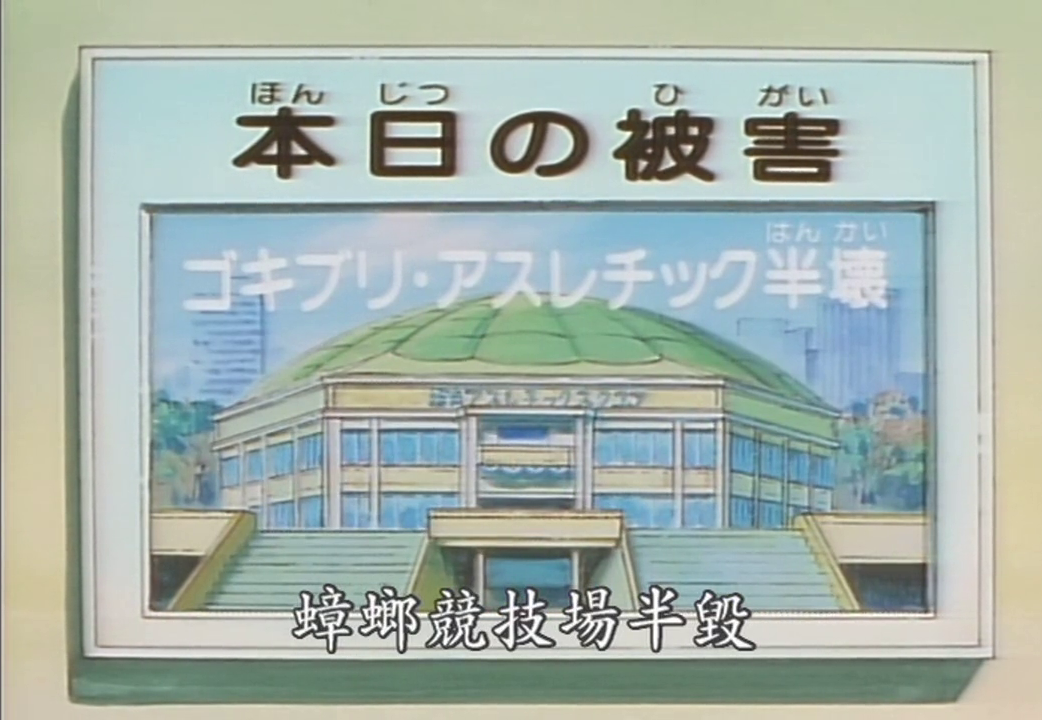 ほん じつ ひ がい
本日の被害
はん かい
ゴキブリ・アスレチック半壊
蟑螂競技場半毀